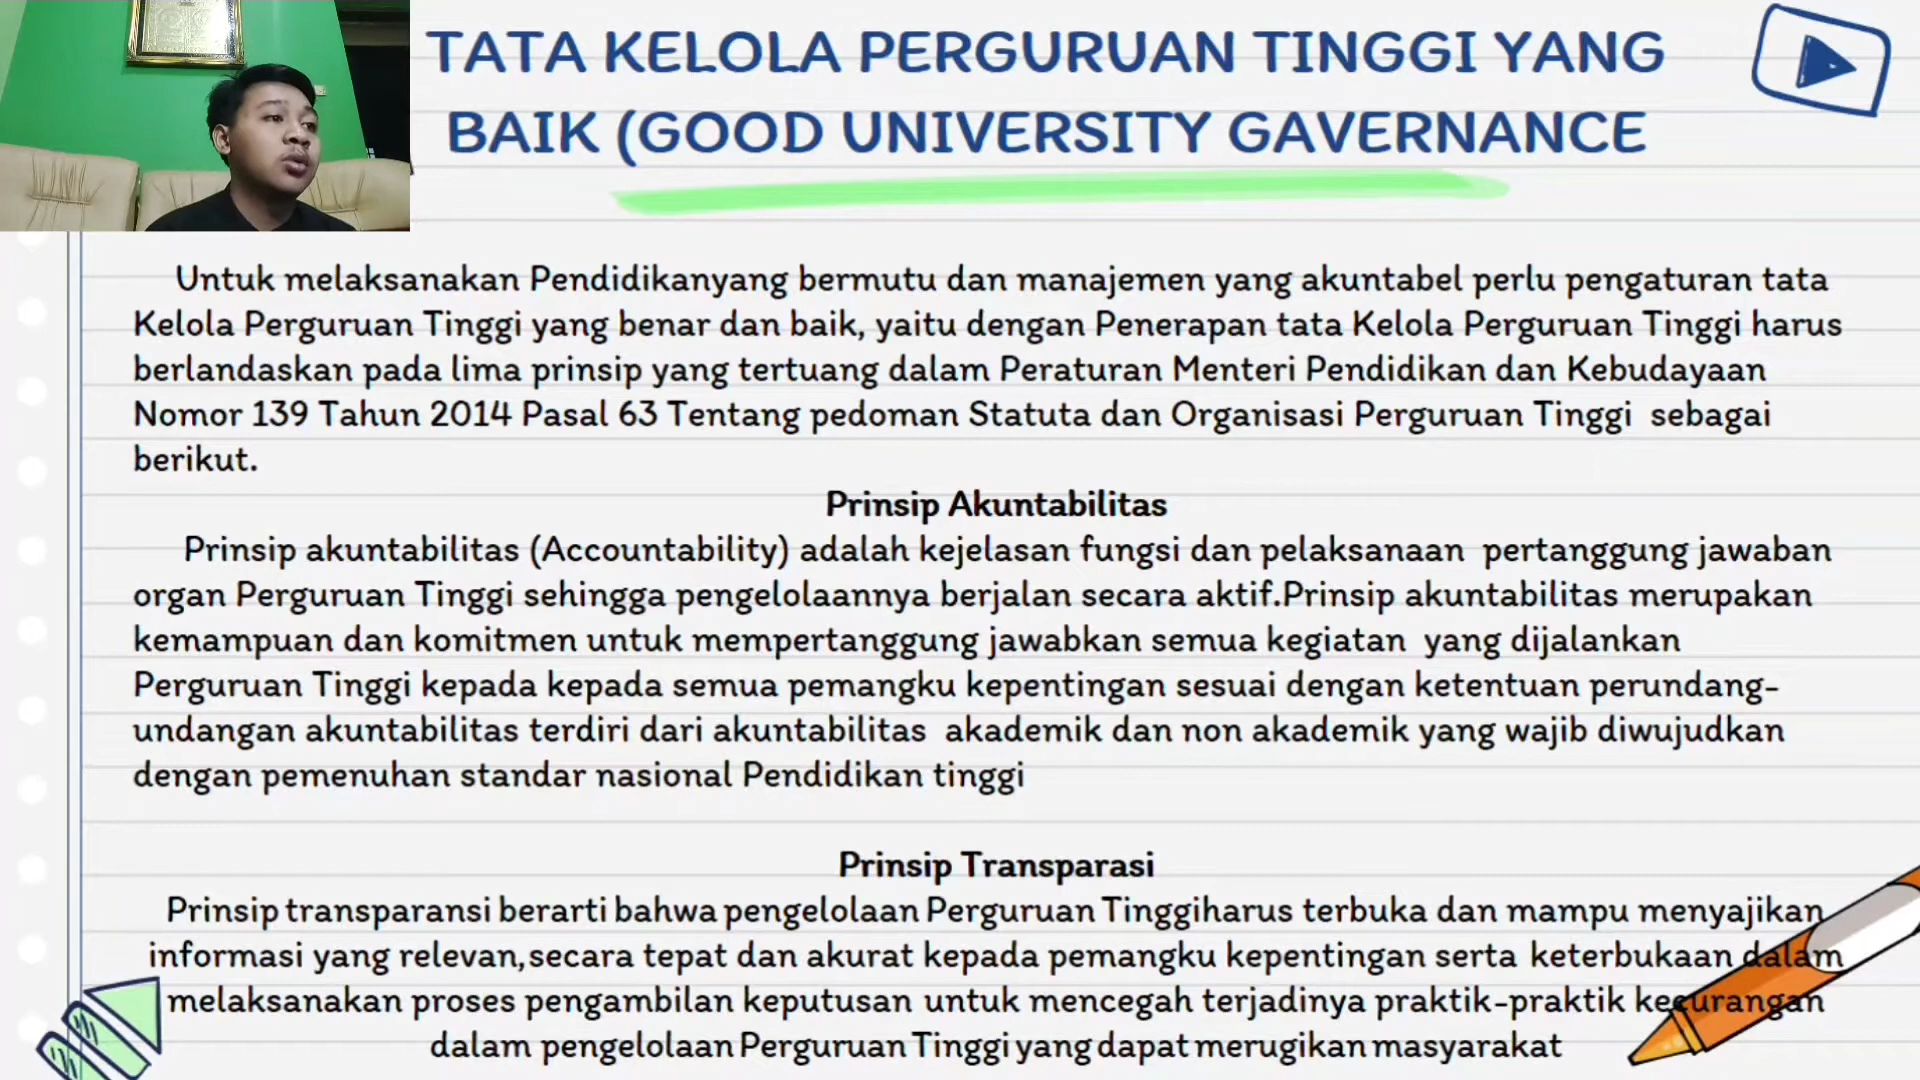 TATA KELOLA PERGURUAN TINGGI YANG
BAIK (GOOD UNIVERSITY GAVERNANCE
Untuk melaksanakan Pendidikanyang bermutu dan manajemen yang akuntabel perlu pengaturan tata
Kelola Perguruan Tinggi yang benar dan baik, yaitu dengan Penerapan tata Kelola Perguruan Tinggi harus
berlandaskan pada lima prinsip yang tertuang dalam Peraturan Menteri Pendidikan dan Kebudayaan
Nomor 139 Tahun 2014 Pasal 63 Tentang pedoman Statuta dan Organisasi Perguruan Tinggi sebagai
berikut.
Prinsip Akuntabilitas
Prinsip akuntabilitas (Accountability) adalah kejelasan fungsi dan pelaksanaan pertanggung jawaban
organ Perguruan Tinggi sehingga pengelolaannya berjalan secara aktif.Prinsip akuntabilitas merupakan
kemampuan dan komitmen untuk mempertanggung jawabkan semua kegiatan yang dijalankan
Perguruan Tinggi kepada kepada semua pemangku kepentingan sesuai dengan ketentuan perundang-
undangan akuntabilitas terdiri dari akuntabilitas akademik dan non akademik yang wajib diwujudkan
dengan pemenuhan standar nasional Pendidikan tinggi
Prinsip Transparasi
Prinsip transparansi berarti bahwa pengelolaan Perguruan Tinggiharus terbuka dan mampu menyajikan
informasi yang relevan,secara tepat dan akurat kepada pemangku kepentingan serta keterbukaan dalam
melaksanakan proses pengambilan keputusan untuk mencegah terjadinya praktik-praktik kecurangan
dalam pengelolaan Perguruan Tinggi yang dapat merugikan masyarakat